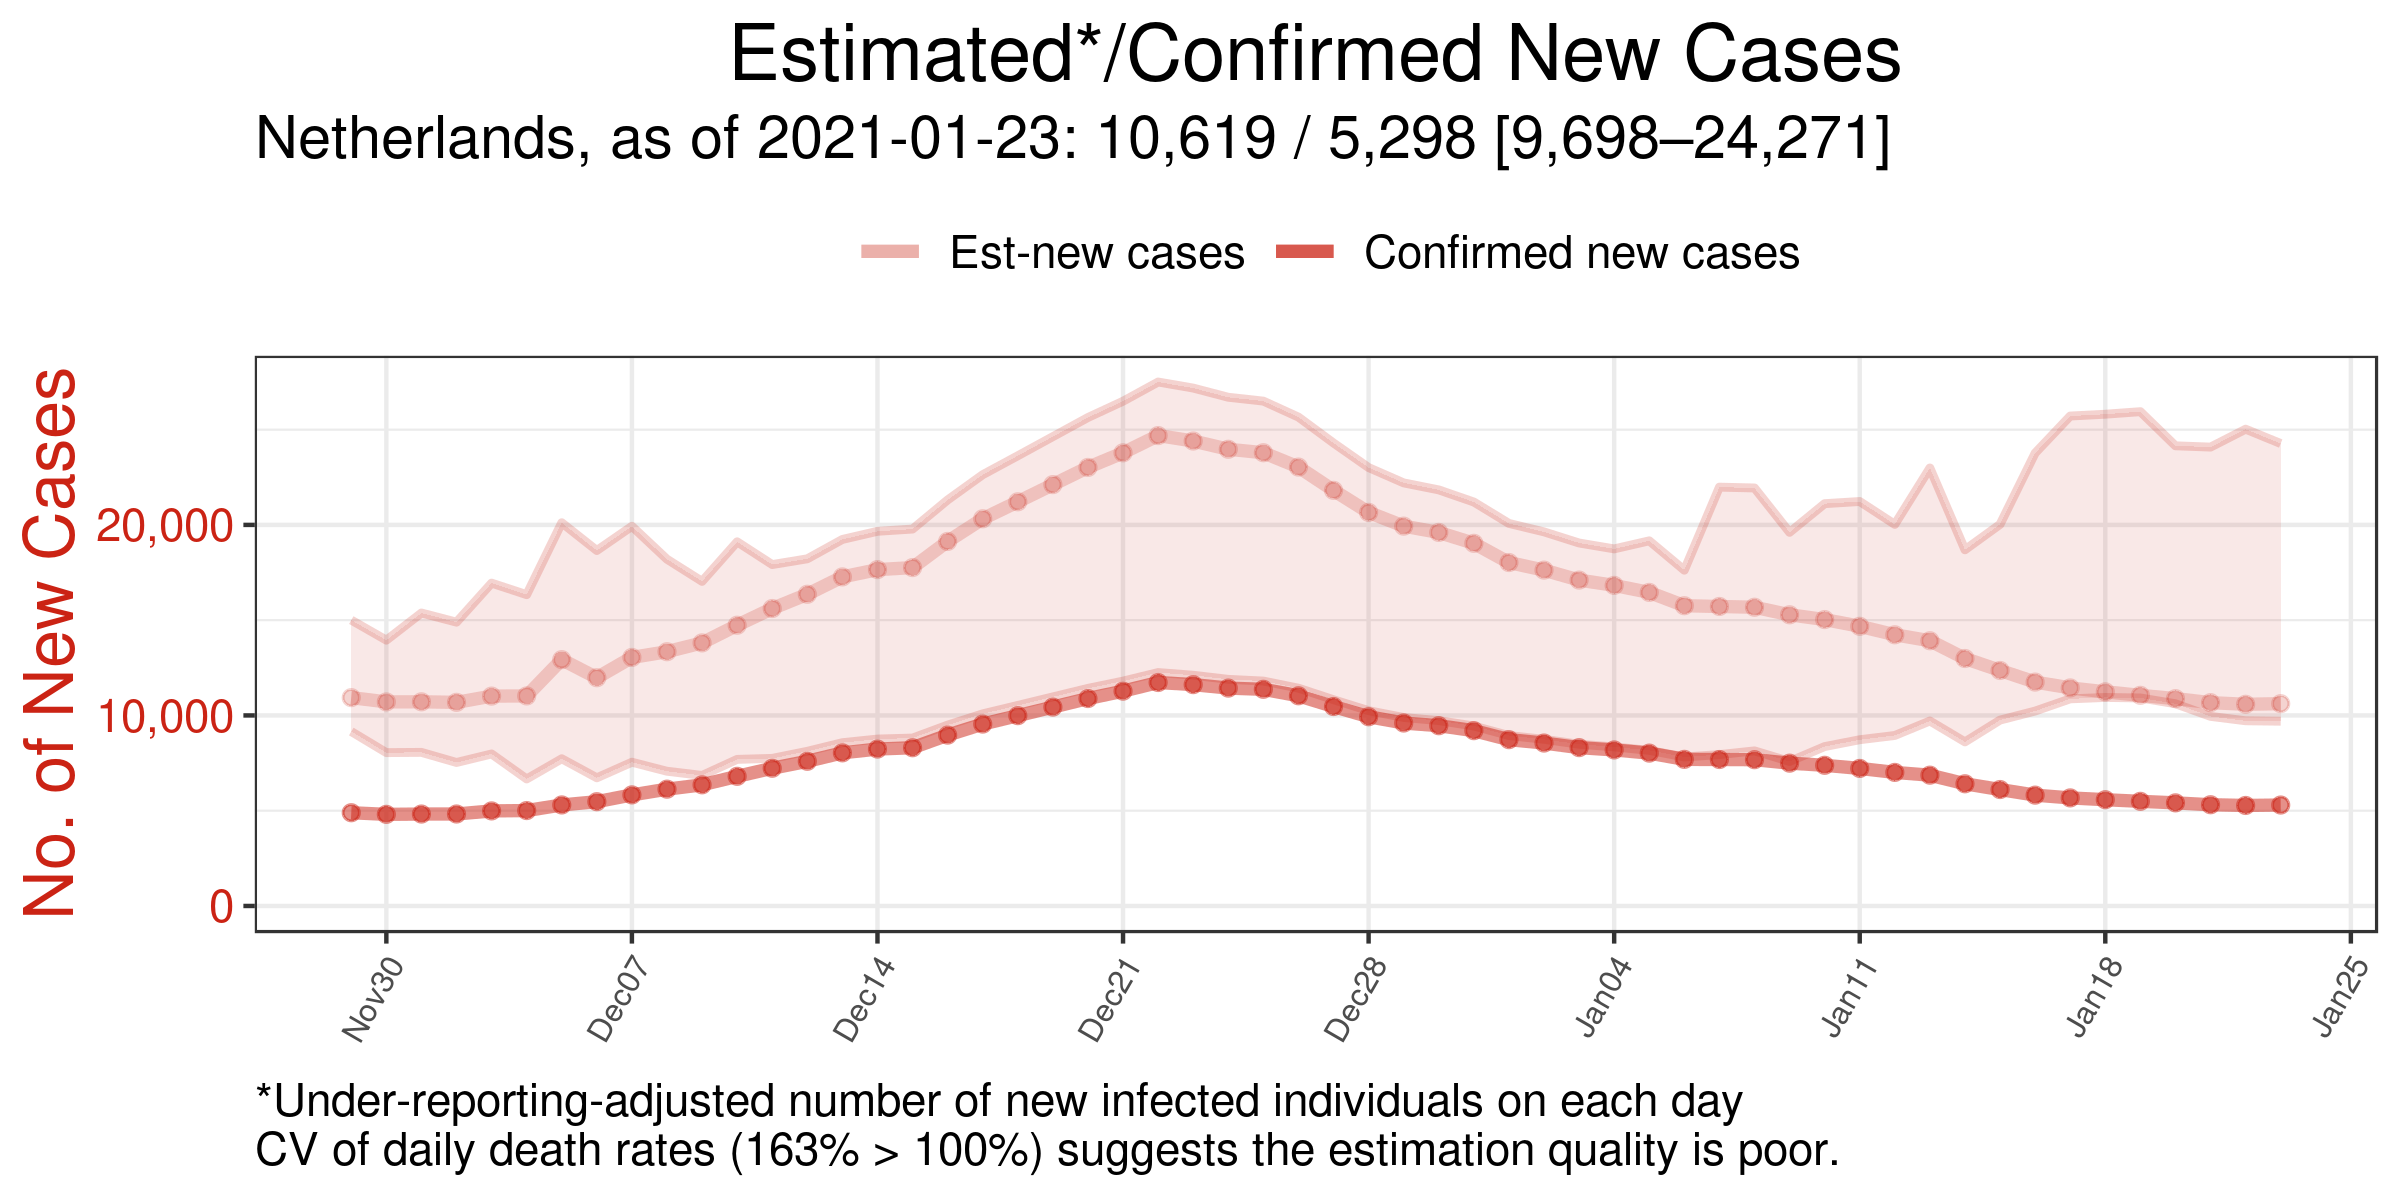 Estimated*/Confirmed New Cases
Netherlands, as of 2021-01-23: 10,619 / 5,298 [9,698–24,271]
Est-new cases Confirmed new cases
No. of New Cases
20,000
10,000
0
Nov30 Dec07 Dec14 Dec21 Dec28 Jan04 Jan11 Jan18 Jan25
*Under-reporting-adjusted number of new infected individuals on each day
CV of daily death rates (163% > 100%) suggests the estimation quality is poor.